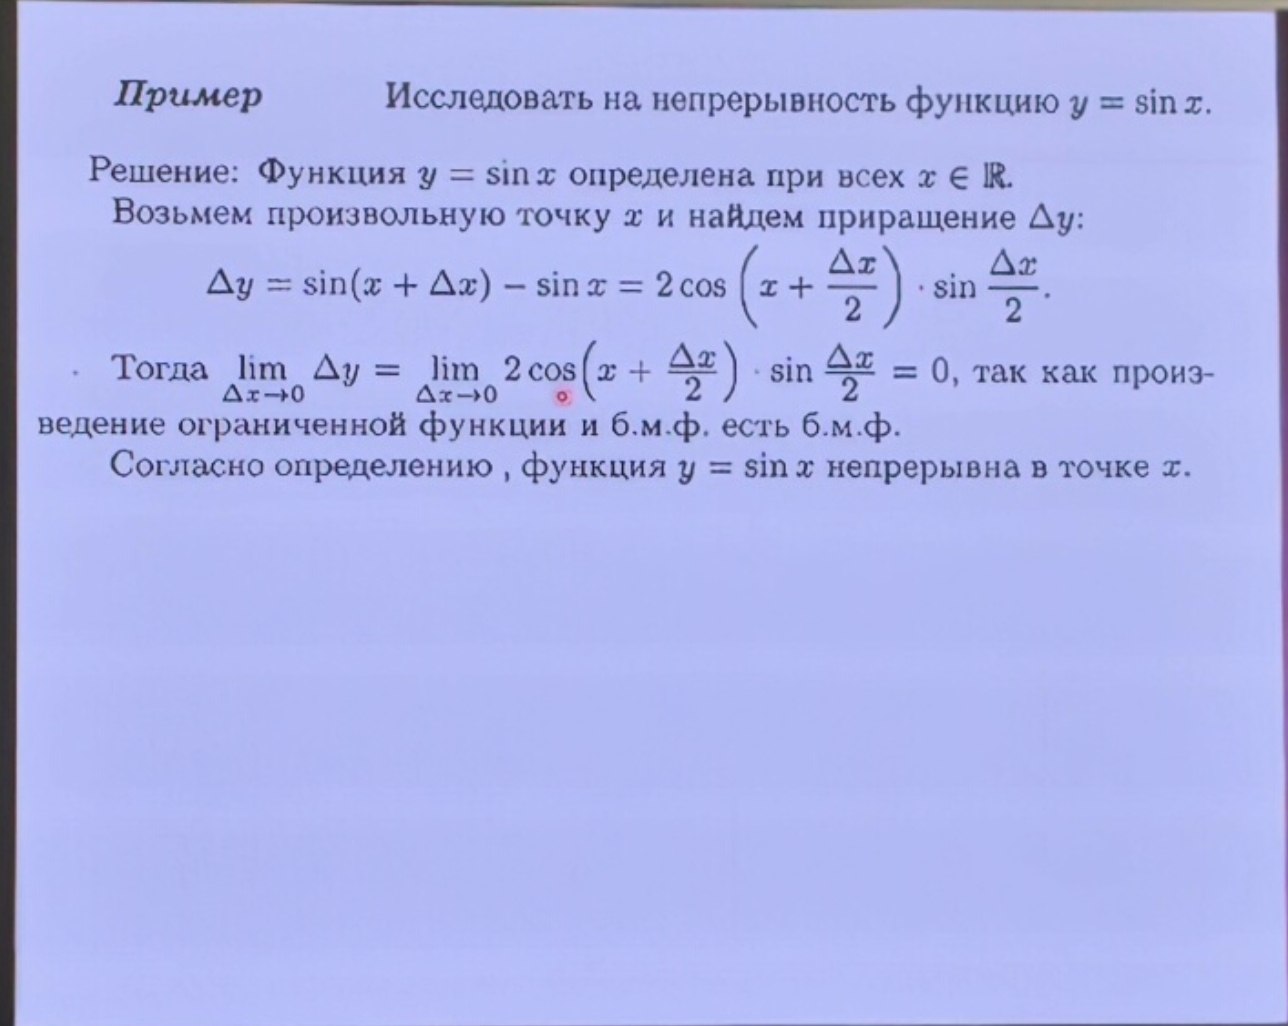 Пример Исследовать на непрерывность функцию y = sin x.
Решение: Функция y = sin x определена при всех x ∈ ℝ.
Возьмем произвольную точку x и найдем приращение Δy:
Δy = sin(x + Δx) − sin x = 2 cos (x + Δx/2) · sin Δx/2.
Тогда lim Δx→0 Δy = lim Δx→0 2 cos(x + Δx/2) · sin Δx/2 = 0, так как произ-
ведение ограниченной функции и б.м.ф. есть б.м.ф.
Согласно определению , функция y = sin x непрерывна в точке x.